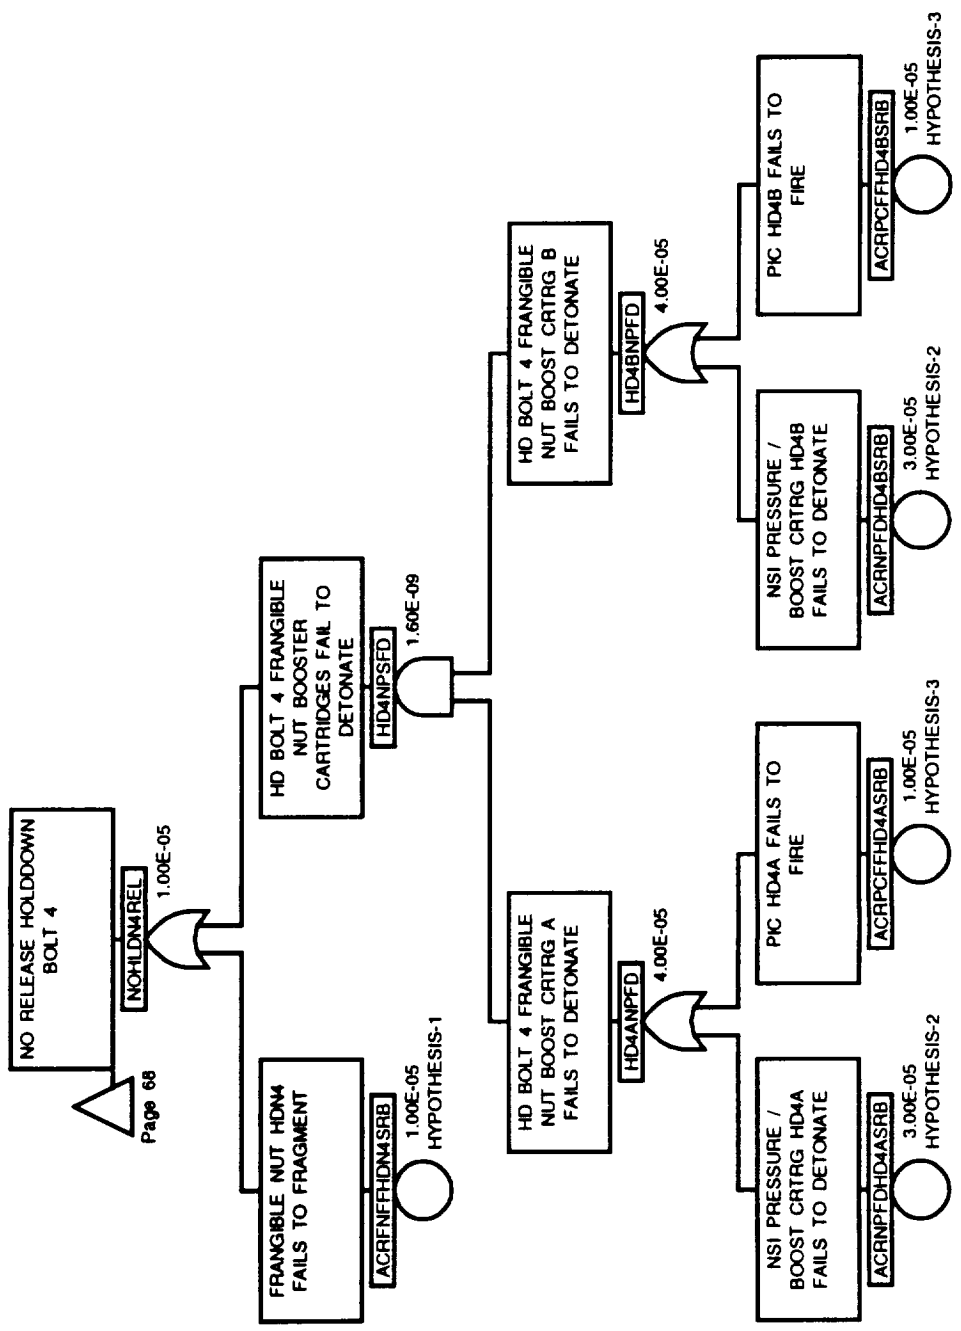 NO RELEASE HOLDDOWN
BOLT 4
Page 68
NOHLDN4REL
1.00E-05
FRANGIBLE NUT HDN4
FAILS TO FRAGMENT
ACRFNFFHDN4SRB
1.00E-05
HYPOTHESIS-1
HD BOLT 4 FRANGIBLE
NUT BOOSTER
CARTRIDGES FAIL TO
DETONATE
HD4NPSFD
1.60E-09
HD BOLT 4 FRANGIBLE
NUT BOOST CRTRG A
FAILS TO DETONATE
HD4ANPFD
4.00E-05
HD BOLT 4 FRANGIBLE
NUT BOOST CRTRG B
FAILS TO DETONATE
HD4BNPFD
4.00E-05
NSI PRESSURE /
BOOST CRTRG HD4A
FAILS TO DETONATE
ACRNPFDHD4ASRB
3.00E-05
HYPOTHESIS-2
PIC HD4A FAILS TO
FIRE
ACRPCFFHD4ASRB
1.00E-05
HYPOTHESIS-3
NSI PRESSURE /
BOOST CRTRG HD4B
FAILS TO DETONATE
ACRNPFDHD4BSRB
3.00E-05
HYPOTHESIS-2
PIC HD4B FAILS TO
FIRE
ACRPCFFHD4BSRB
1.00E-05
HYPOTHESIS-3